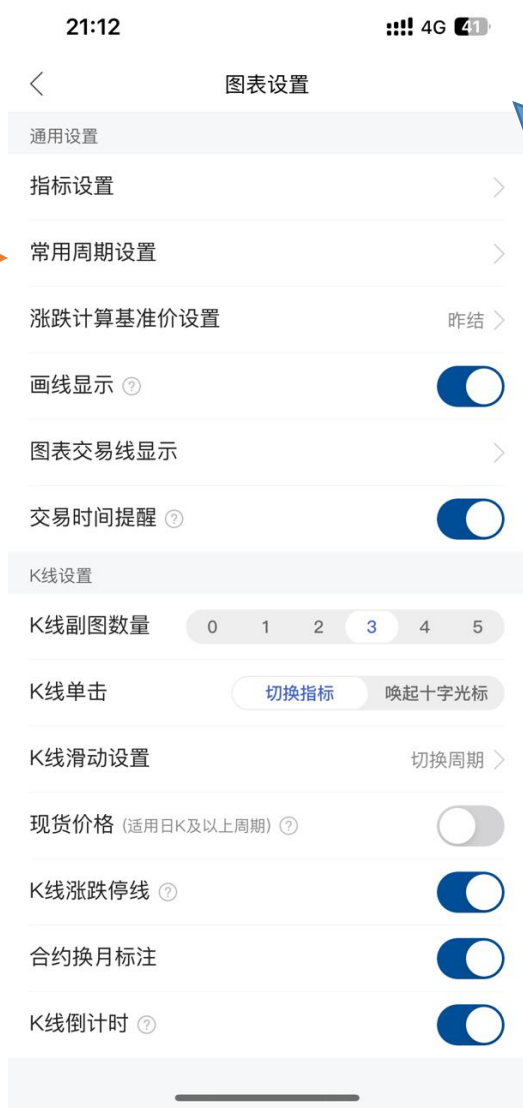 21:12
4G 41
图表设置
通用设置
指标设置
常用周期设置
涨跌计算基准价设置 昨结
画线显示 ?
图表交易线显示
交易时间提醒 ?
K线设置
K线副图数量 0 1 2 3 4 5
K线单击 切换指标 唤起十字光标
K线滑动设置 切换周期
现货价格 (适用日K及以上周期) ?
K线涨跌停线 ?
合约换月标注
K线倒计时 ?